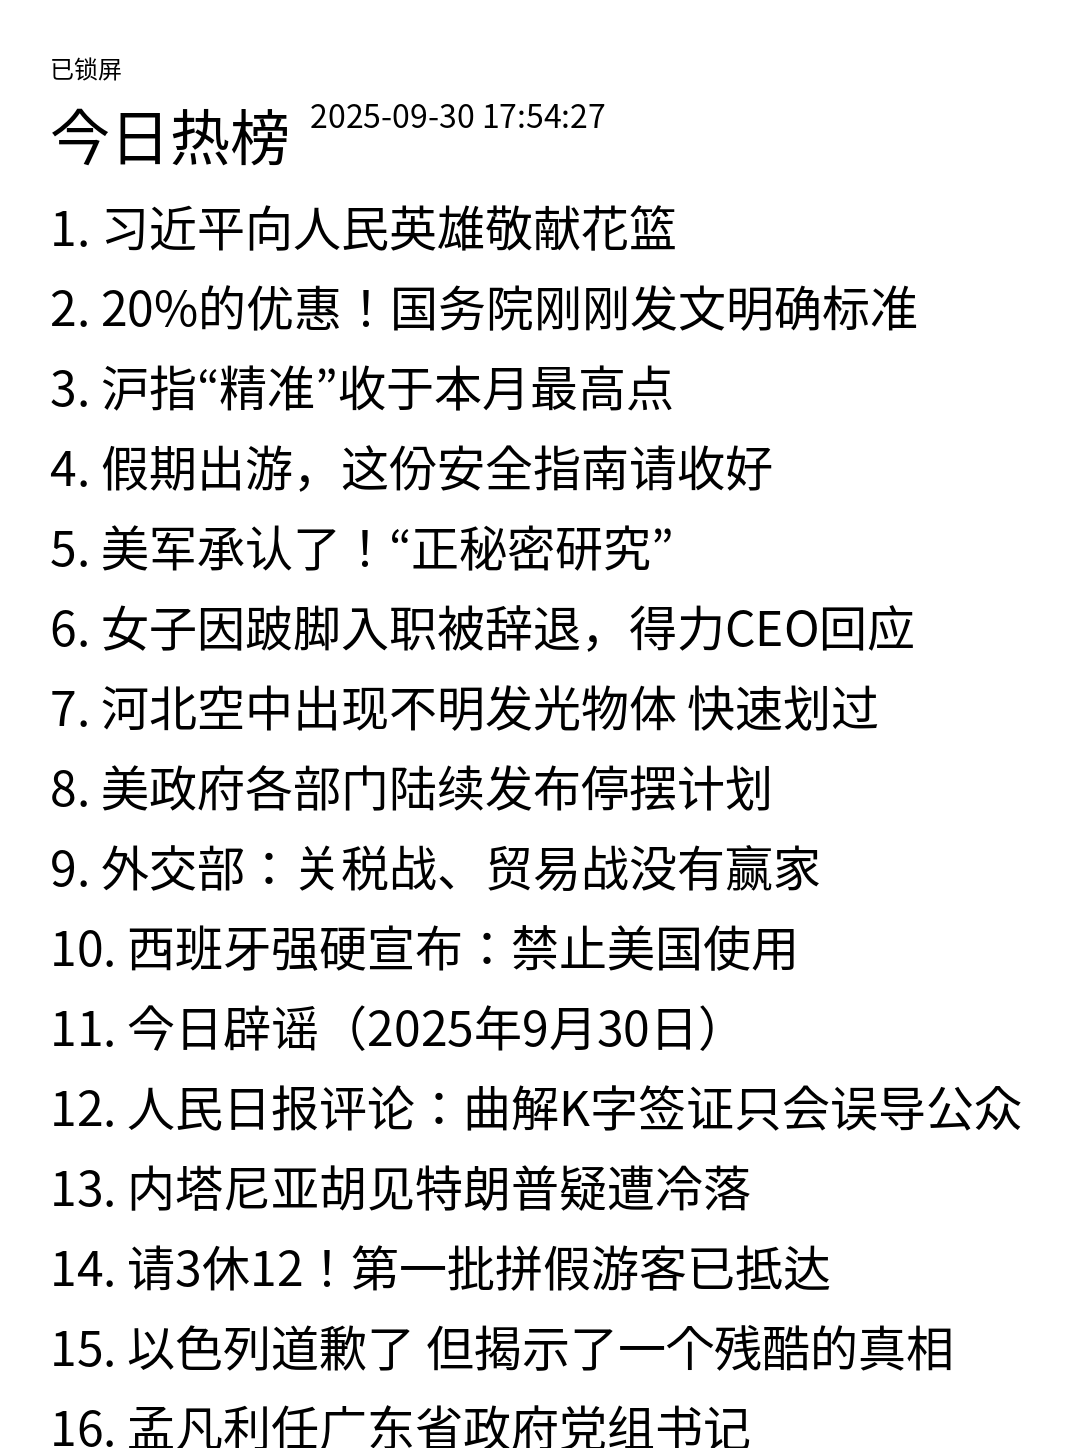 已锁屏
今日热榜 2025-09-30 17:54:27
1. 习近平向人民英雄敬献花篮
2. 20%的优惠！国务院刚刚发文明确标准
3. 沪指“精准”收于本月最高点
4. 假期出游，这份安全指南请收好
5. 美军承认了！“正秘密研究”
6. 女子因跛脚入职被辞退，得力CEO回应
7. 河北空中出现不明发光物体 快速划过
8. 美政府各部门陆续发布停摆计划
9. 外交部：关税战、贸易战没有赢家
10. 西班牙强硬宣布：禁止美国使用
11. 今日辟谣（2025年9月30日）
12. 人民日报评论：曲解K字签证只会误导公众
13. 内塔尼亚胡见特朗普疑遭冷落
14. 请3休12！第一批拼假游客已抵达
15. 以色列道歉了 但揭示了一个残酷的真相
16. 孟凡利任广东省政府党组书记